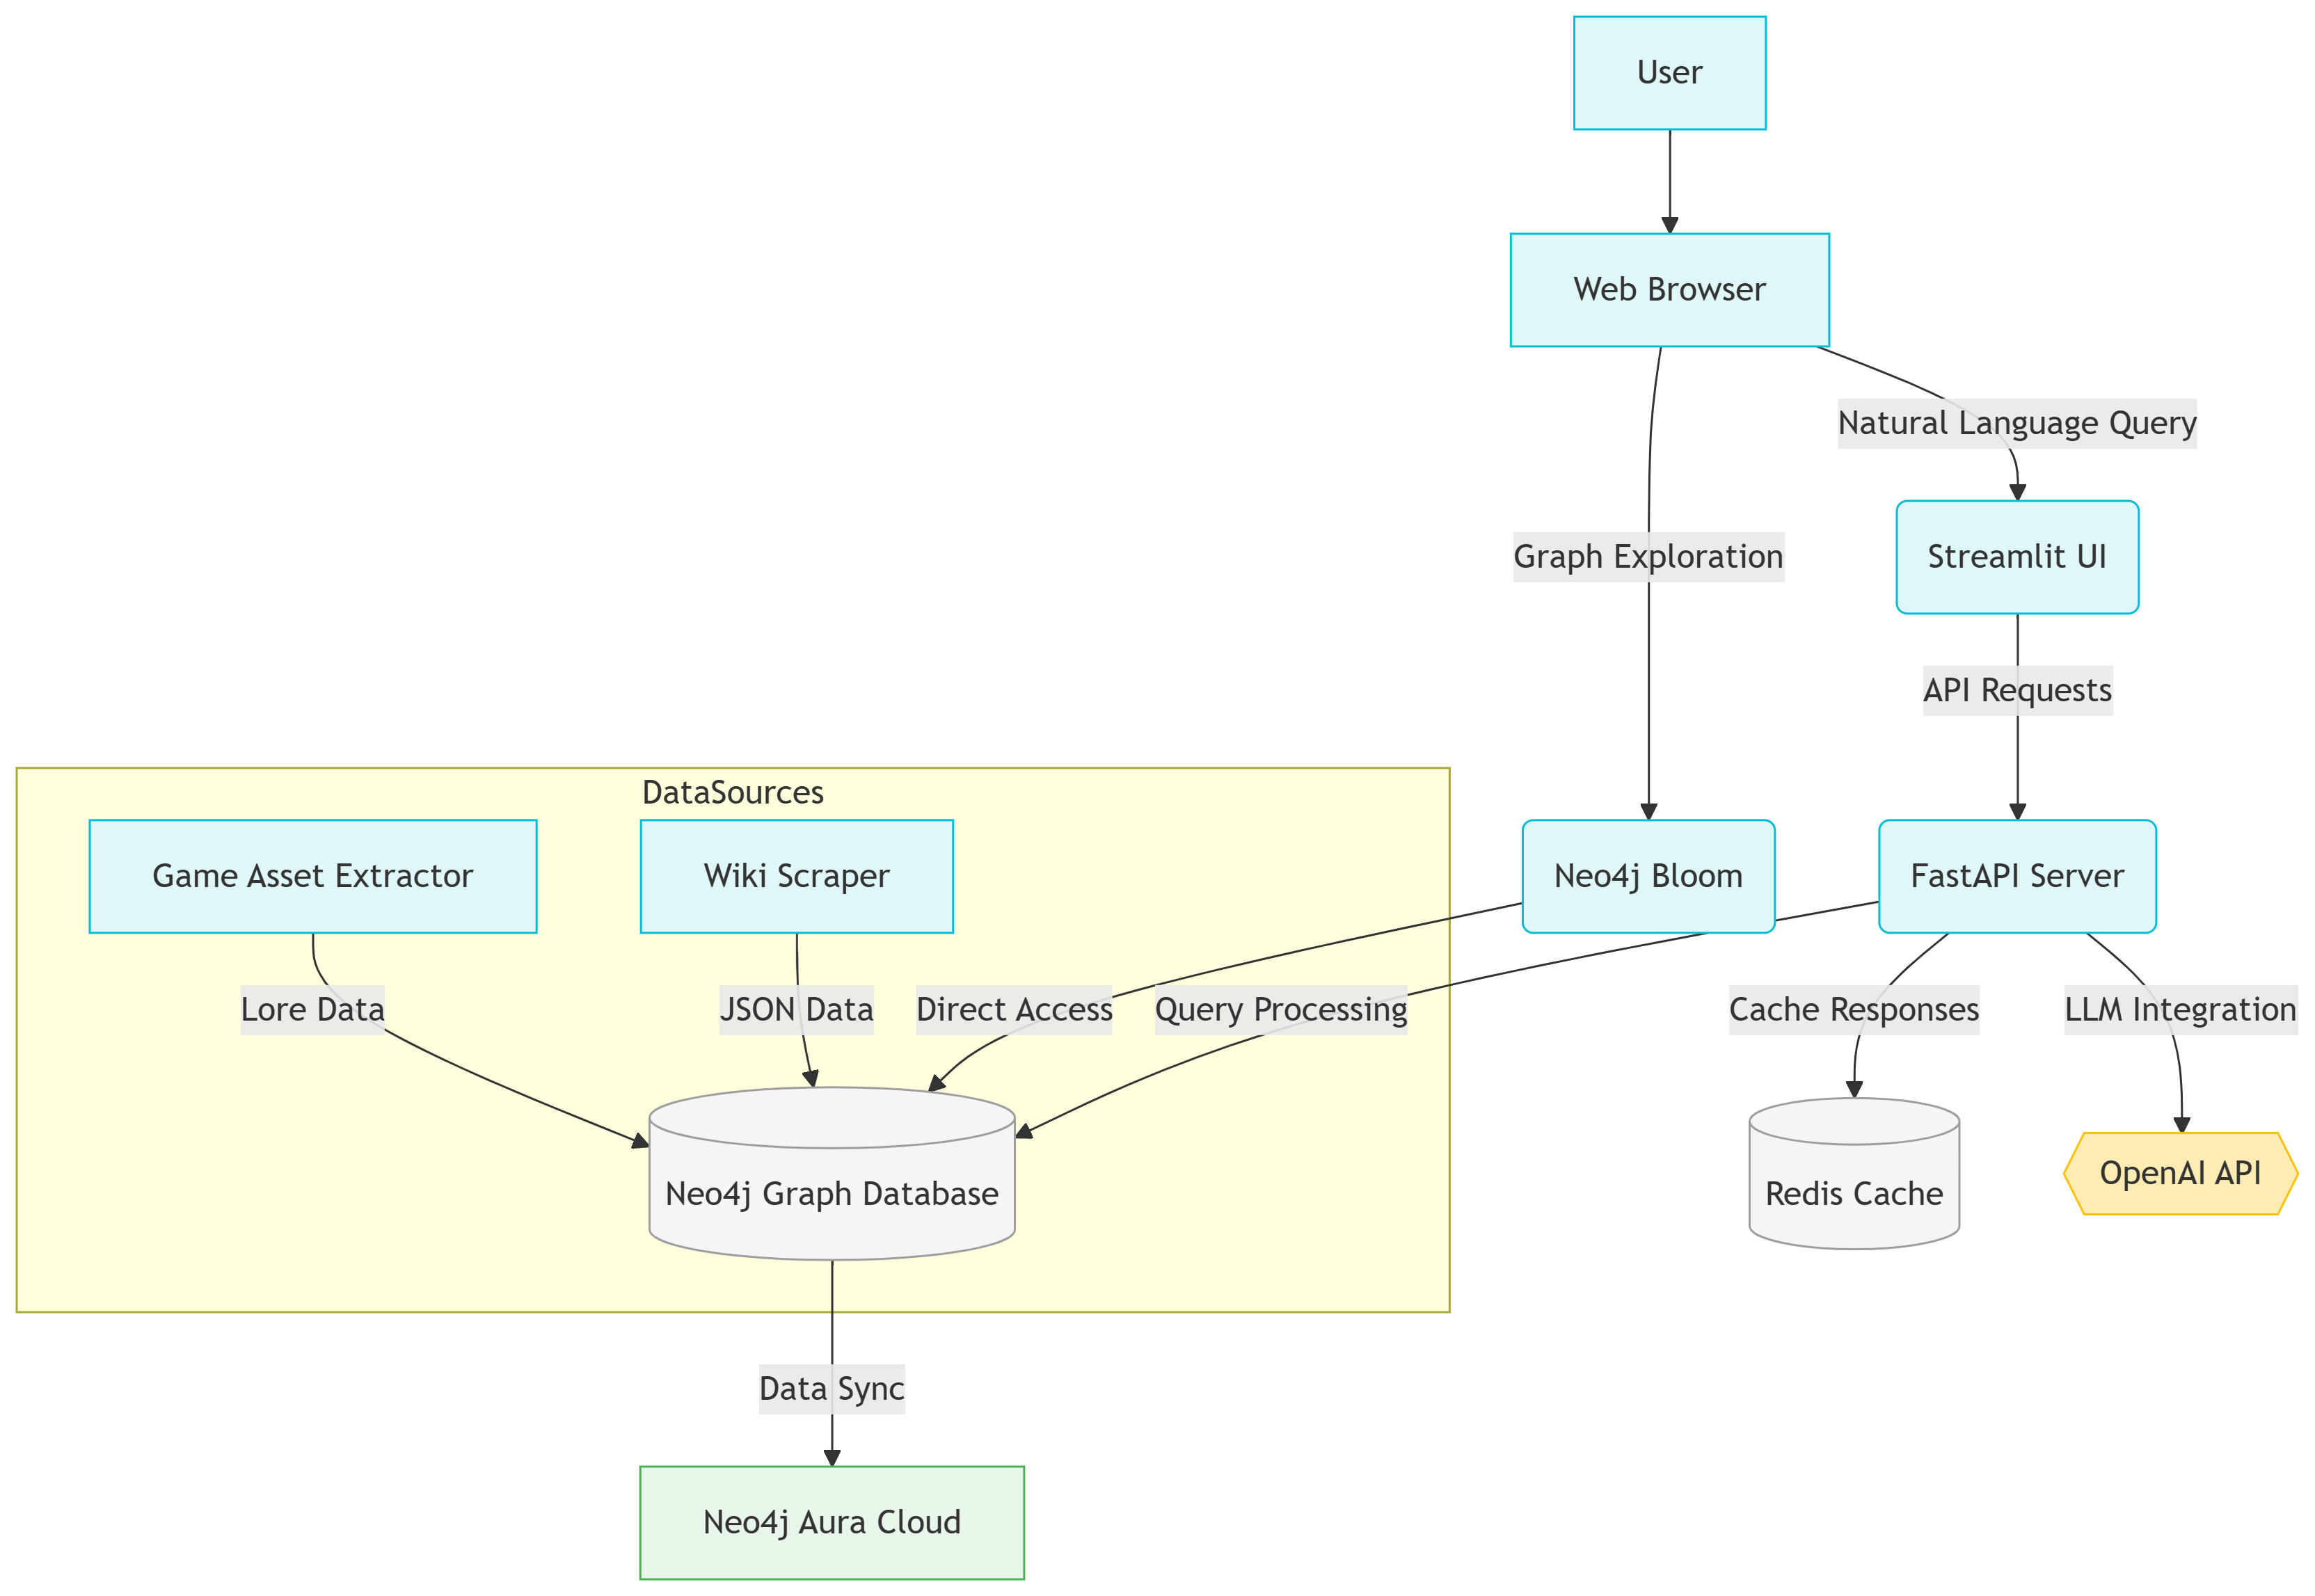 User
Web Browser
Natural Language Query
Graph Exploration
Streamlit UI
API Requests
DataSources
Game Asset Extractor
Wiki Scraper
Neo4j Bloom
FastAPI Server
Lore Data
JSON Data
Direct Access
Query Processing
Cache Responses
LLM Integration
Neo4j Graph Database
Redis Cache
OpenAI API
Data Sync
Neo4j Aura Cloud